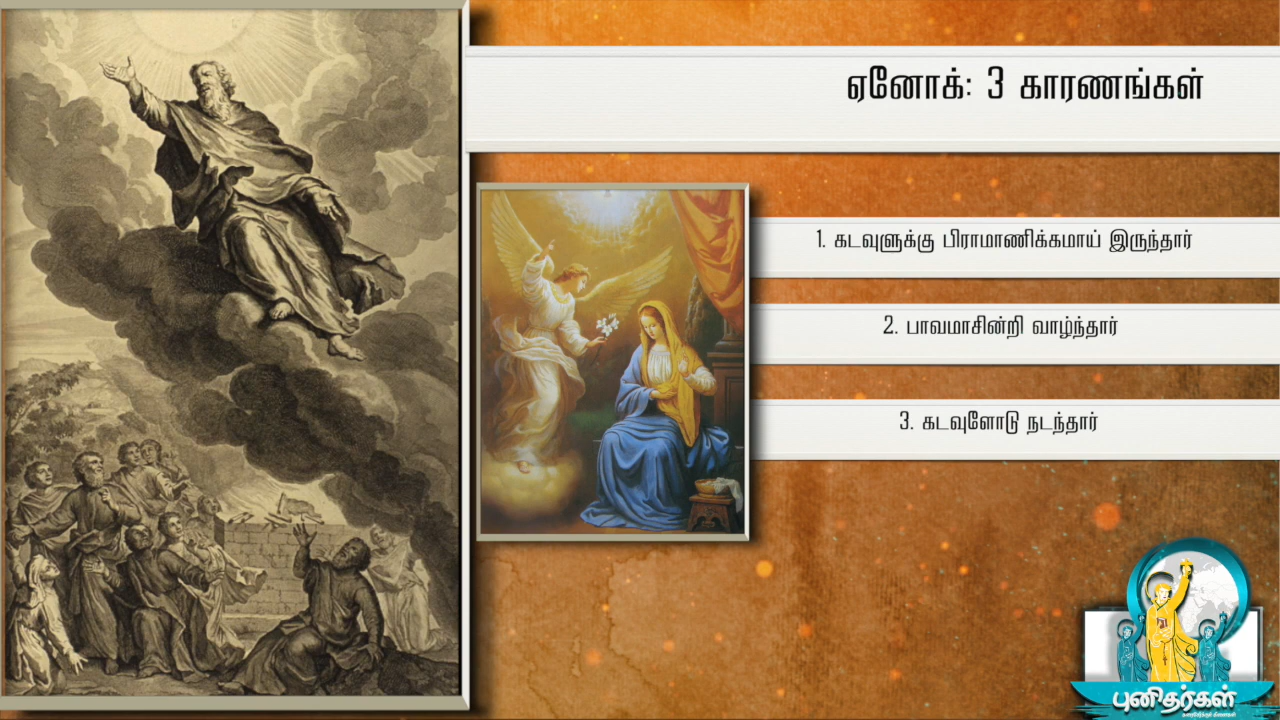 ஏனோக்: 3 காரணங்கள்
1. கடவுளுக்கு பிராமாணிக்கமாய் இருந்தார்
2. பாவமாசின்றி வாழ்ந்தார்
3. கடவுளோடு நடந்தார்
புனிதர்கள்